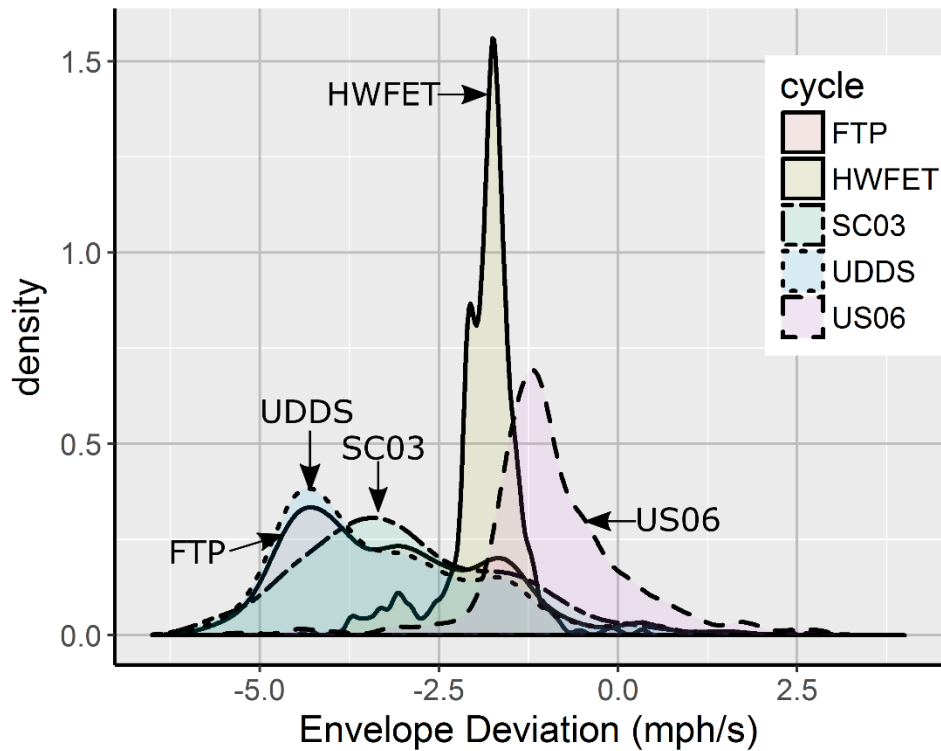 1.5
1.0
0.5
0.0
density
-5.0
-2.5
0.0
2.5
Envelope Deviation (mph/s)
HWFET
UDDS
SC03
FTP
US06
cycle
FTP
HWFET
SC03
UDDS
US06